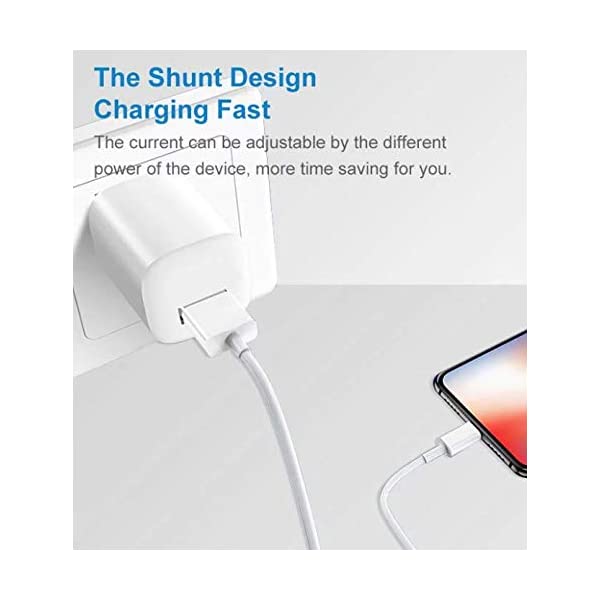 The Shunt Design
Charging Fast
The current can be adjustable by the different
power of the device, more time saving for you.